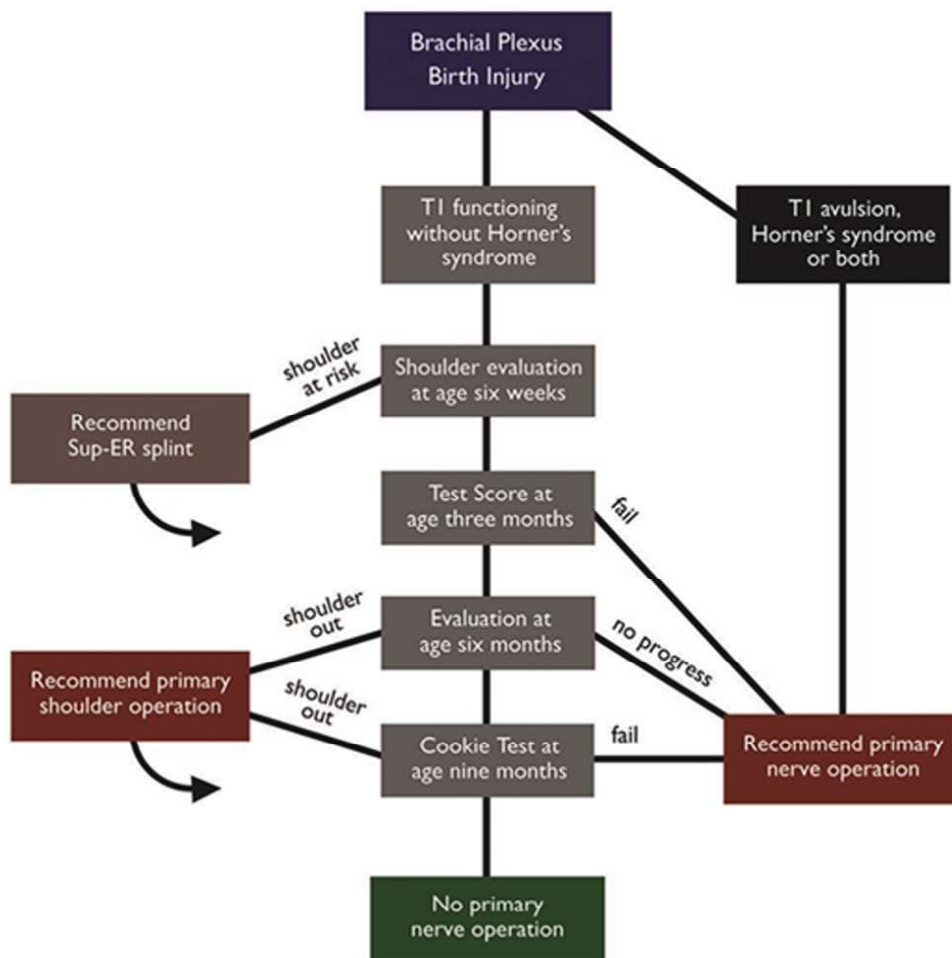 Brachial Plexus
Birth Injury
T1 functioning
without Horner's
syndrome
T1 avulsion,
Horner's syndrome
or both
shoulder
at risk
Shoulder evaluation
at age six weeks
Recommend
Sup-ER splint
Test Score at
age three months
fail
shoulder
out
Evaluation at
age six months
no progress
Recommend primary
shoulder operation
shoulder
out
Cookie Test at
age nine months
fail
Recommend primary
nerve operation
No primary
nerve operation